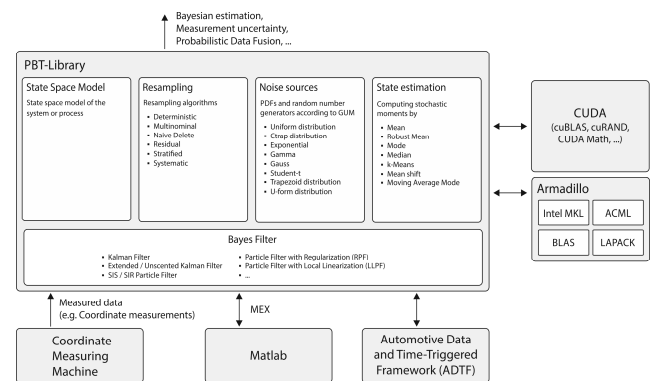 Bayesian estimation,
Measurement uncertainty,
Probabilistic Data Fusion, ...
PBT-Library
State Space Model
State space model of the
system or process
Resampling
Resampling algorithms
• Deterministic
• Multinominal
• Naive Delete
• Residual
• Stratified
• Systematic
Noise sources
PDFs and random number
generators according to GUM
• Uniform distribution
• Ctrap distribution
• Exponential
• Gamma
• Gauss
• Student-t
• Trapezoid distribution
• U-form distribution
State estimation
Computing stochastic
moments by
• Mean
• Robust Mean
• Mode
• Median
• k-Means
• Mean shift
• Moving Average Mode
Bayes Filter
• Kalman Filter
• Extended / Unscented Kalman Filter
• SIS / SIR Particle Filter
• Particle Filter with Regularization (RPF)
• Particle Filter with Local Linearization (LLPF)
• ...
CUDA
(cuBLAS, cuRAND,
CUDA Math, ...)
Armadillo
Intel MKL
ACML
BLAS
LAPACK
Measured data
(e.g. Coordinate measurements)
MEX
Coordinate
Measuring
Machine
Matlab
Automotive Data
and Time-Triggered
Framework (ADTF)